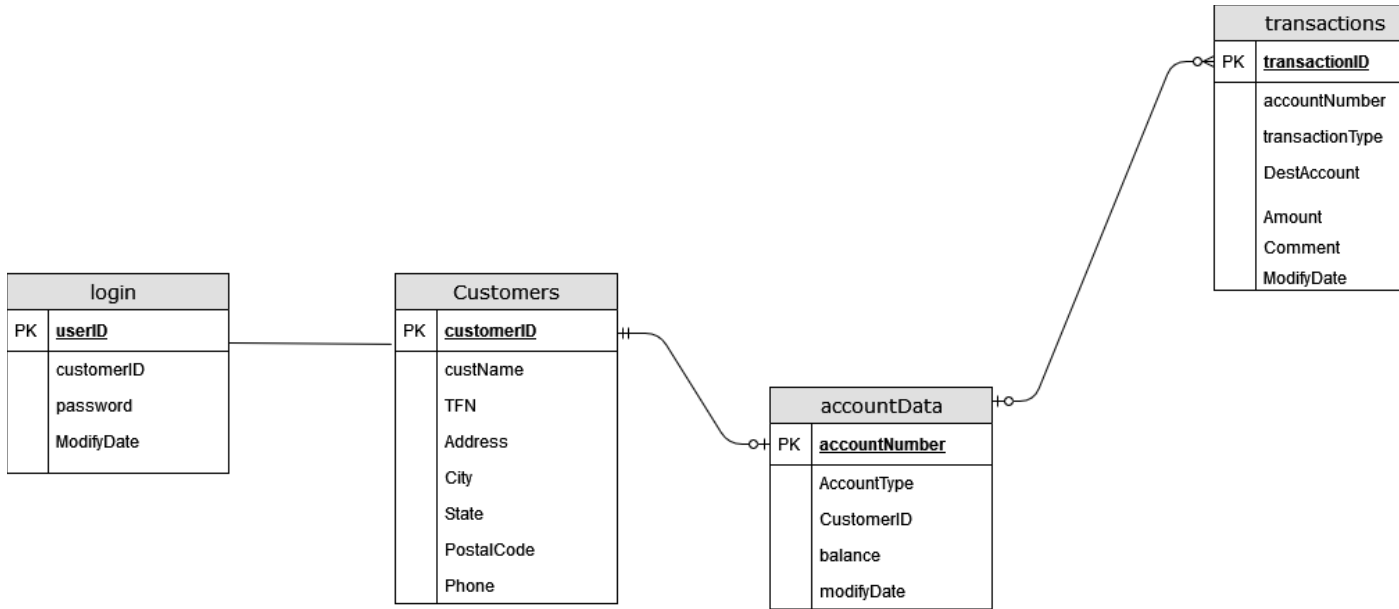 transactions
PK transactionID
accountNumber
transactionType
DestAccount
Amount
Comment
ModifyDate
login
PK userID
customerID
password
ModifyDate
Customers
PK customerID
custName
TFN
Address
City
State
PostalCode
Phone
accountData
PK accountNumber
AccountType
CustomerID
balance
modifyDate